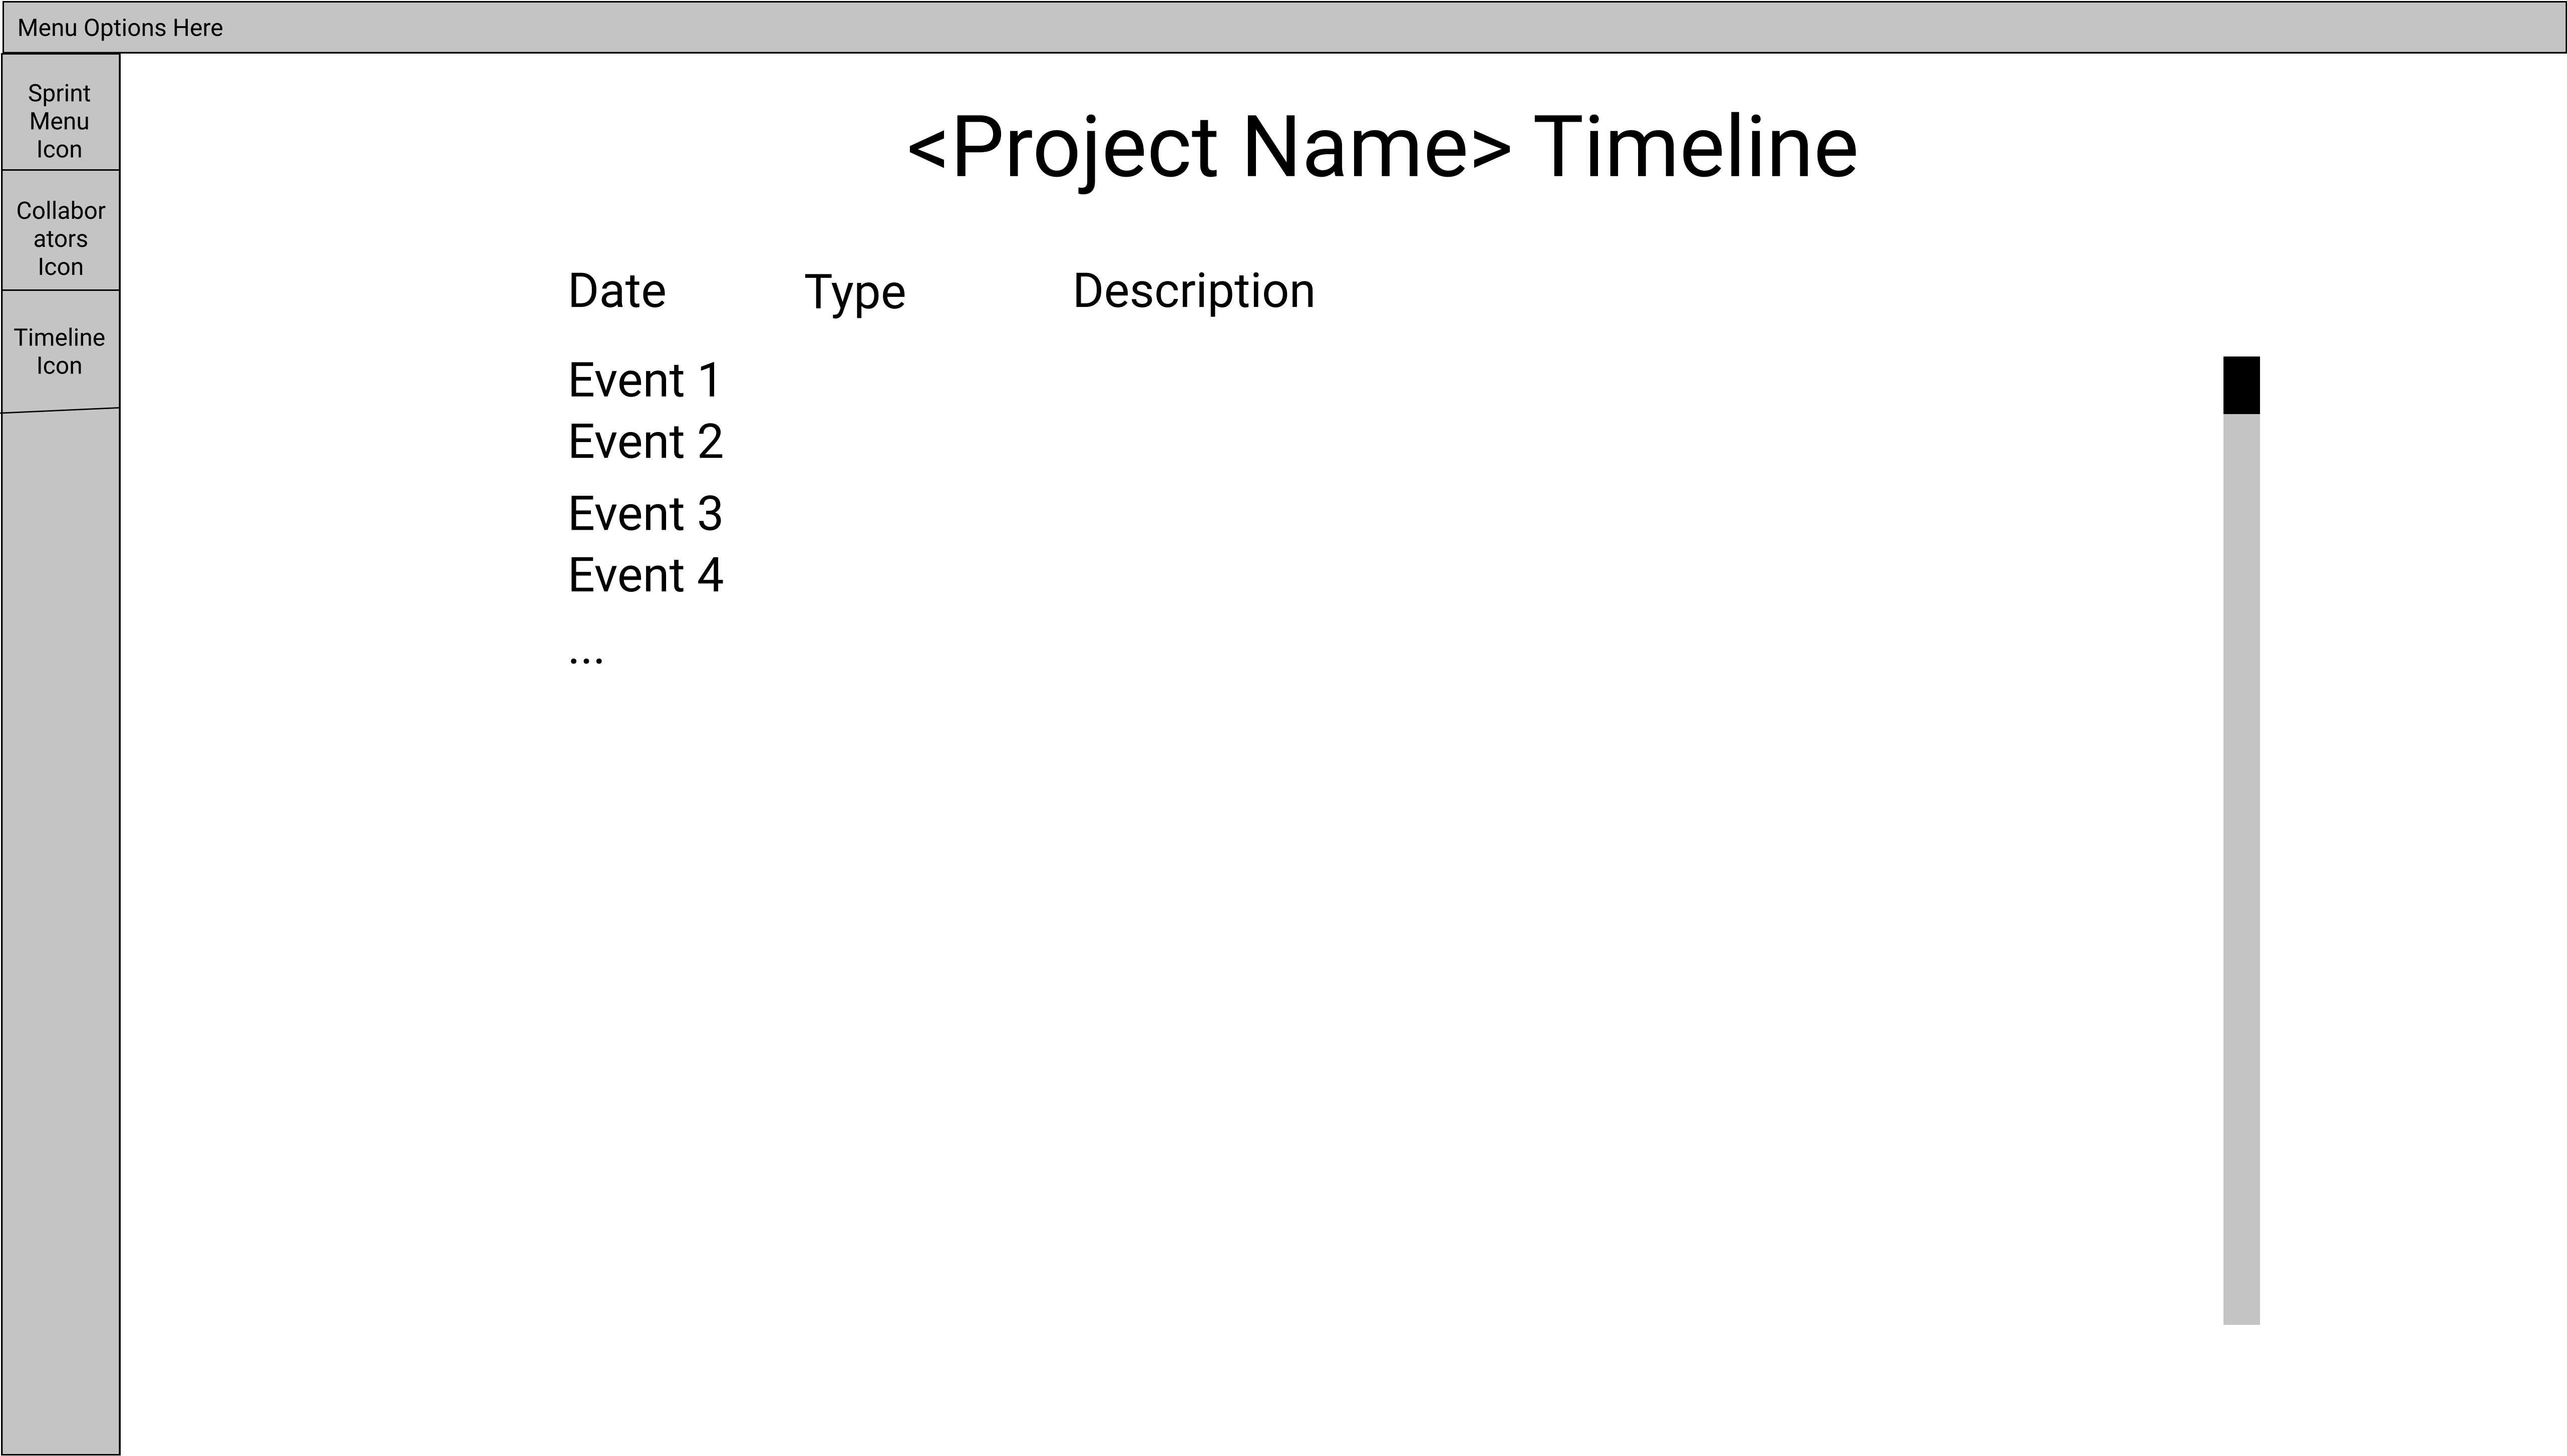 Menu Options Here
Sprint
Menu
Icon
Collabor
ators
Icon
Timeline
Icon
<Project Name> Timeline
Date Type Description
Event 1
Event 2
Event 3
Event 4
...